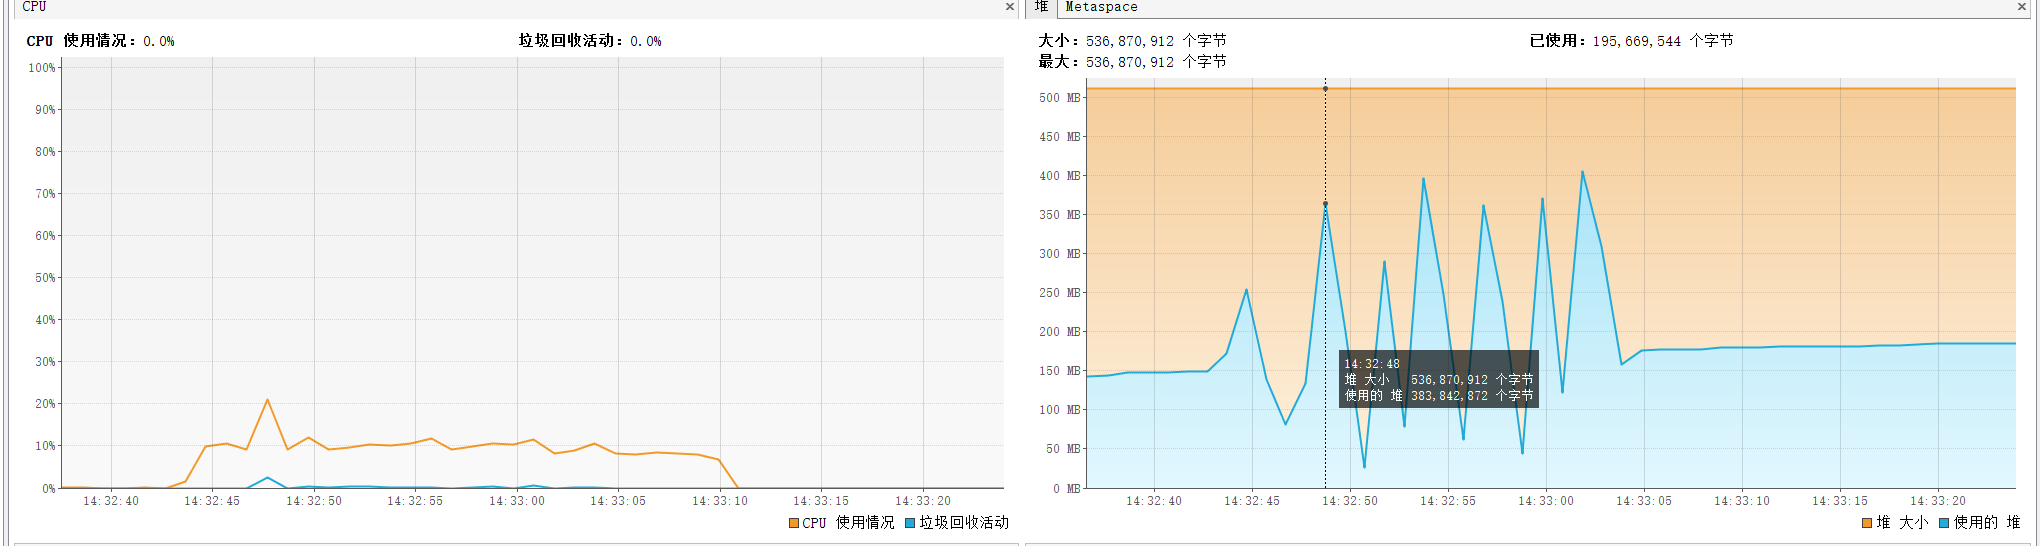 CPU
CPU 使用情况：0.0%
垃圾回收活动：0.0%
100%
90%
80%
70%
60%
50%
40%
30%
20%
10%
0%
14:32:40 14:32:45 14:32:50 14:32:55 14:33:00 14:33:05 14:33:10 14:33:15 14:33:20
CPU 使用情况 垃圾回收活动
堆 Metaspace
大小：536,870,912 个字节
已使用：195,669,544 个字节
最大：536,870,912 个字节
500 MB
450 MB
400 MB
350 MB
300 MB
250 MB
200 MB
150 MB
100 MB
50 MB
0 MB
14:32:48
堆 大小 536,870,912 个字节
使用的 堆 383,842,872 个字节
14:32:40 14:32:45 14:32:50 14:32:55 14:33:00 14:33:05 14:33:10 14:33:15 14:33:20
堆 大小 使用的 堆